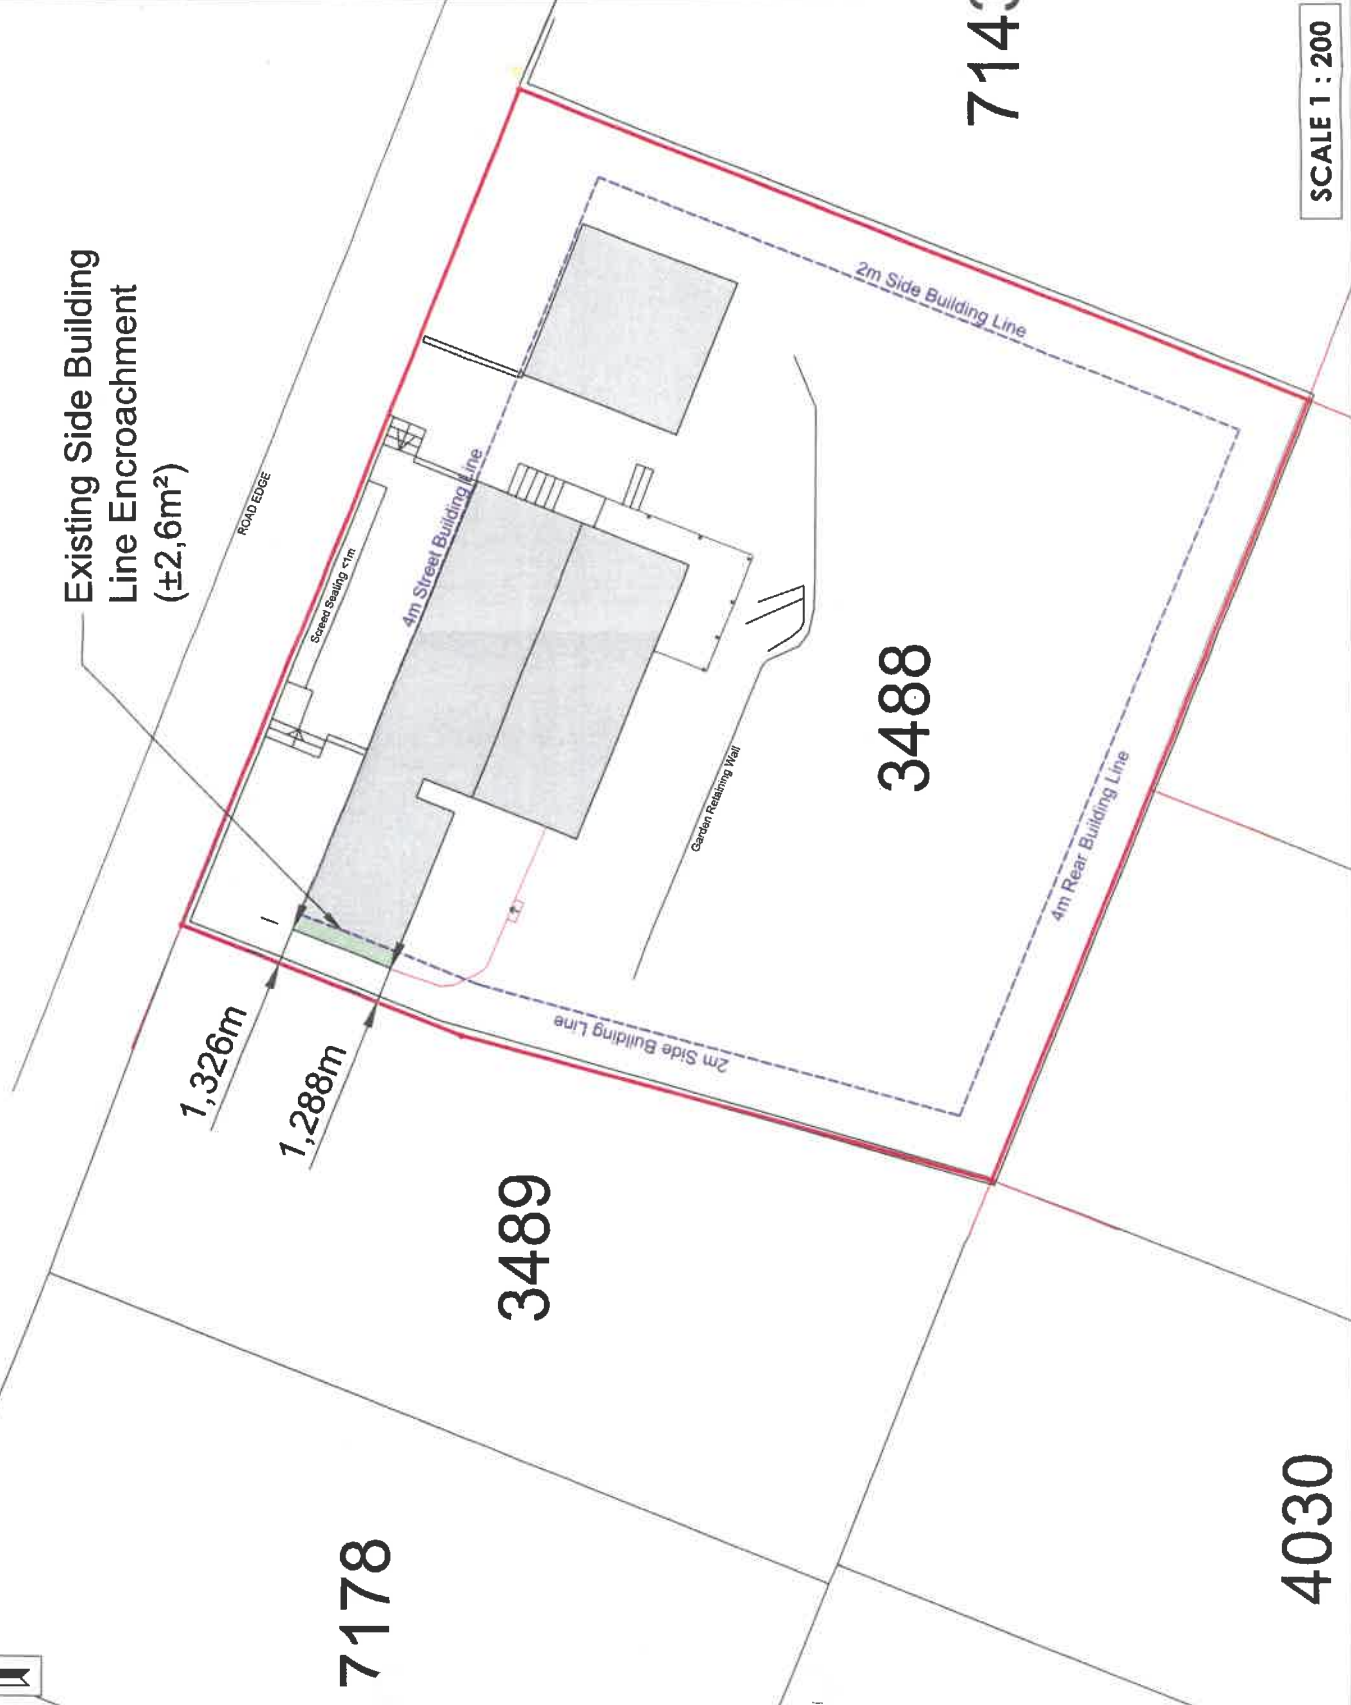 Existing Side Building
Line Encroachment
(±2,6m²)
ROAD EDGE
Screed Seating <1m
4m Street Building Line
2m Side Building Line
SCALE 1 : 200
1,326m
1,288m
3488
Garden Retaining Wall
2m Side Building Line
4m Rear Building Line
3489
7178
4030